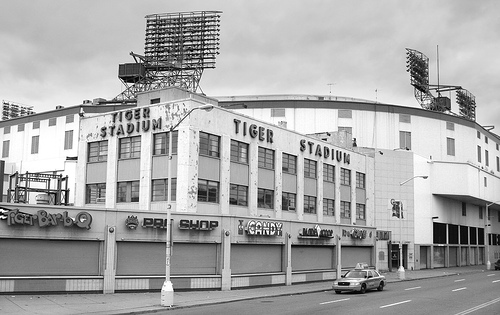 TIGER
STADIUM
TIGER STADIUM
TIGER BAR-B-Q
PRO SHOP
CANDY